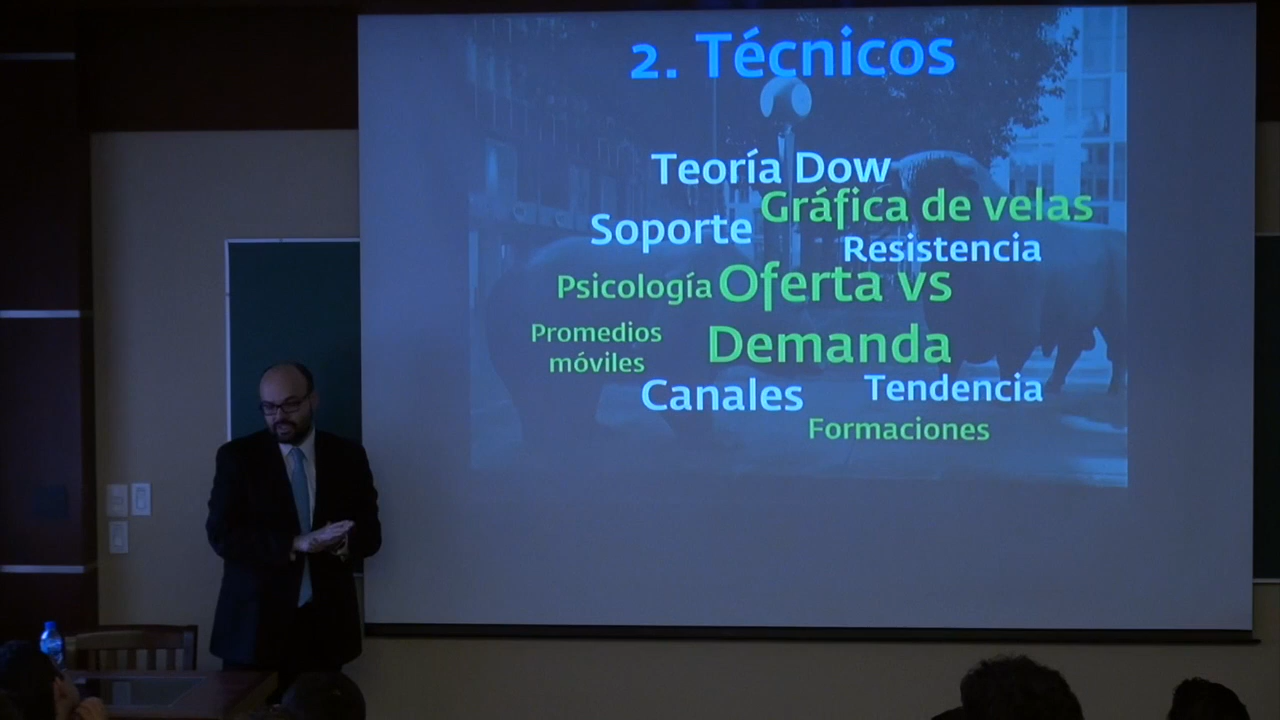 2. Técnicos
Teoría Dow
Gráfica de velas
Soporte
Resistencia
Psicología
Oferta vs
Demanda
Promedios
móviles
Canales
Tendencia
Formaciones